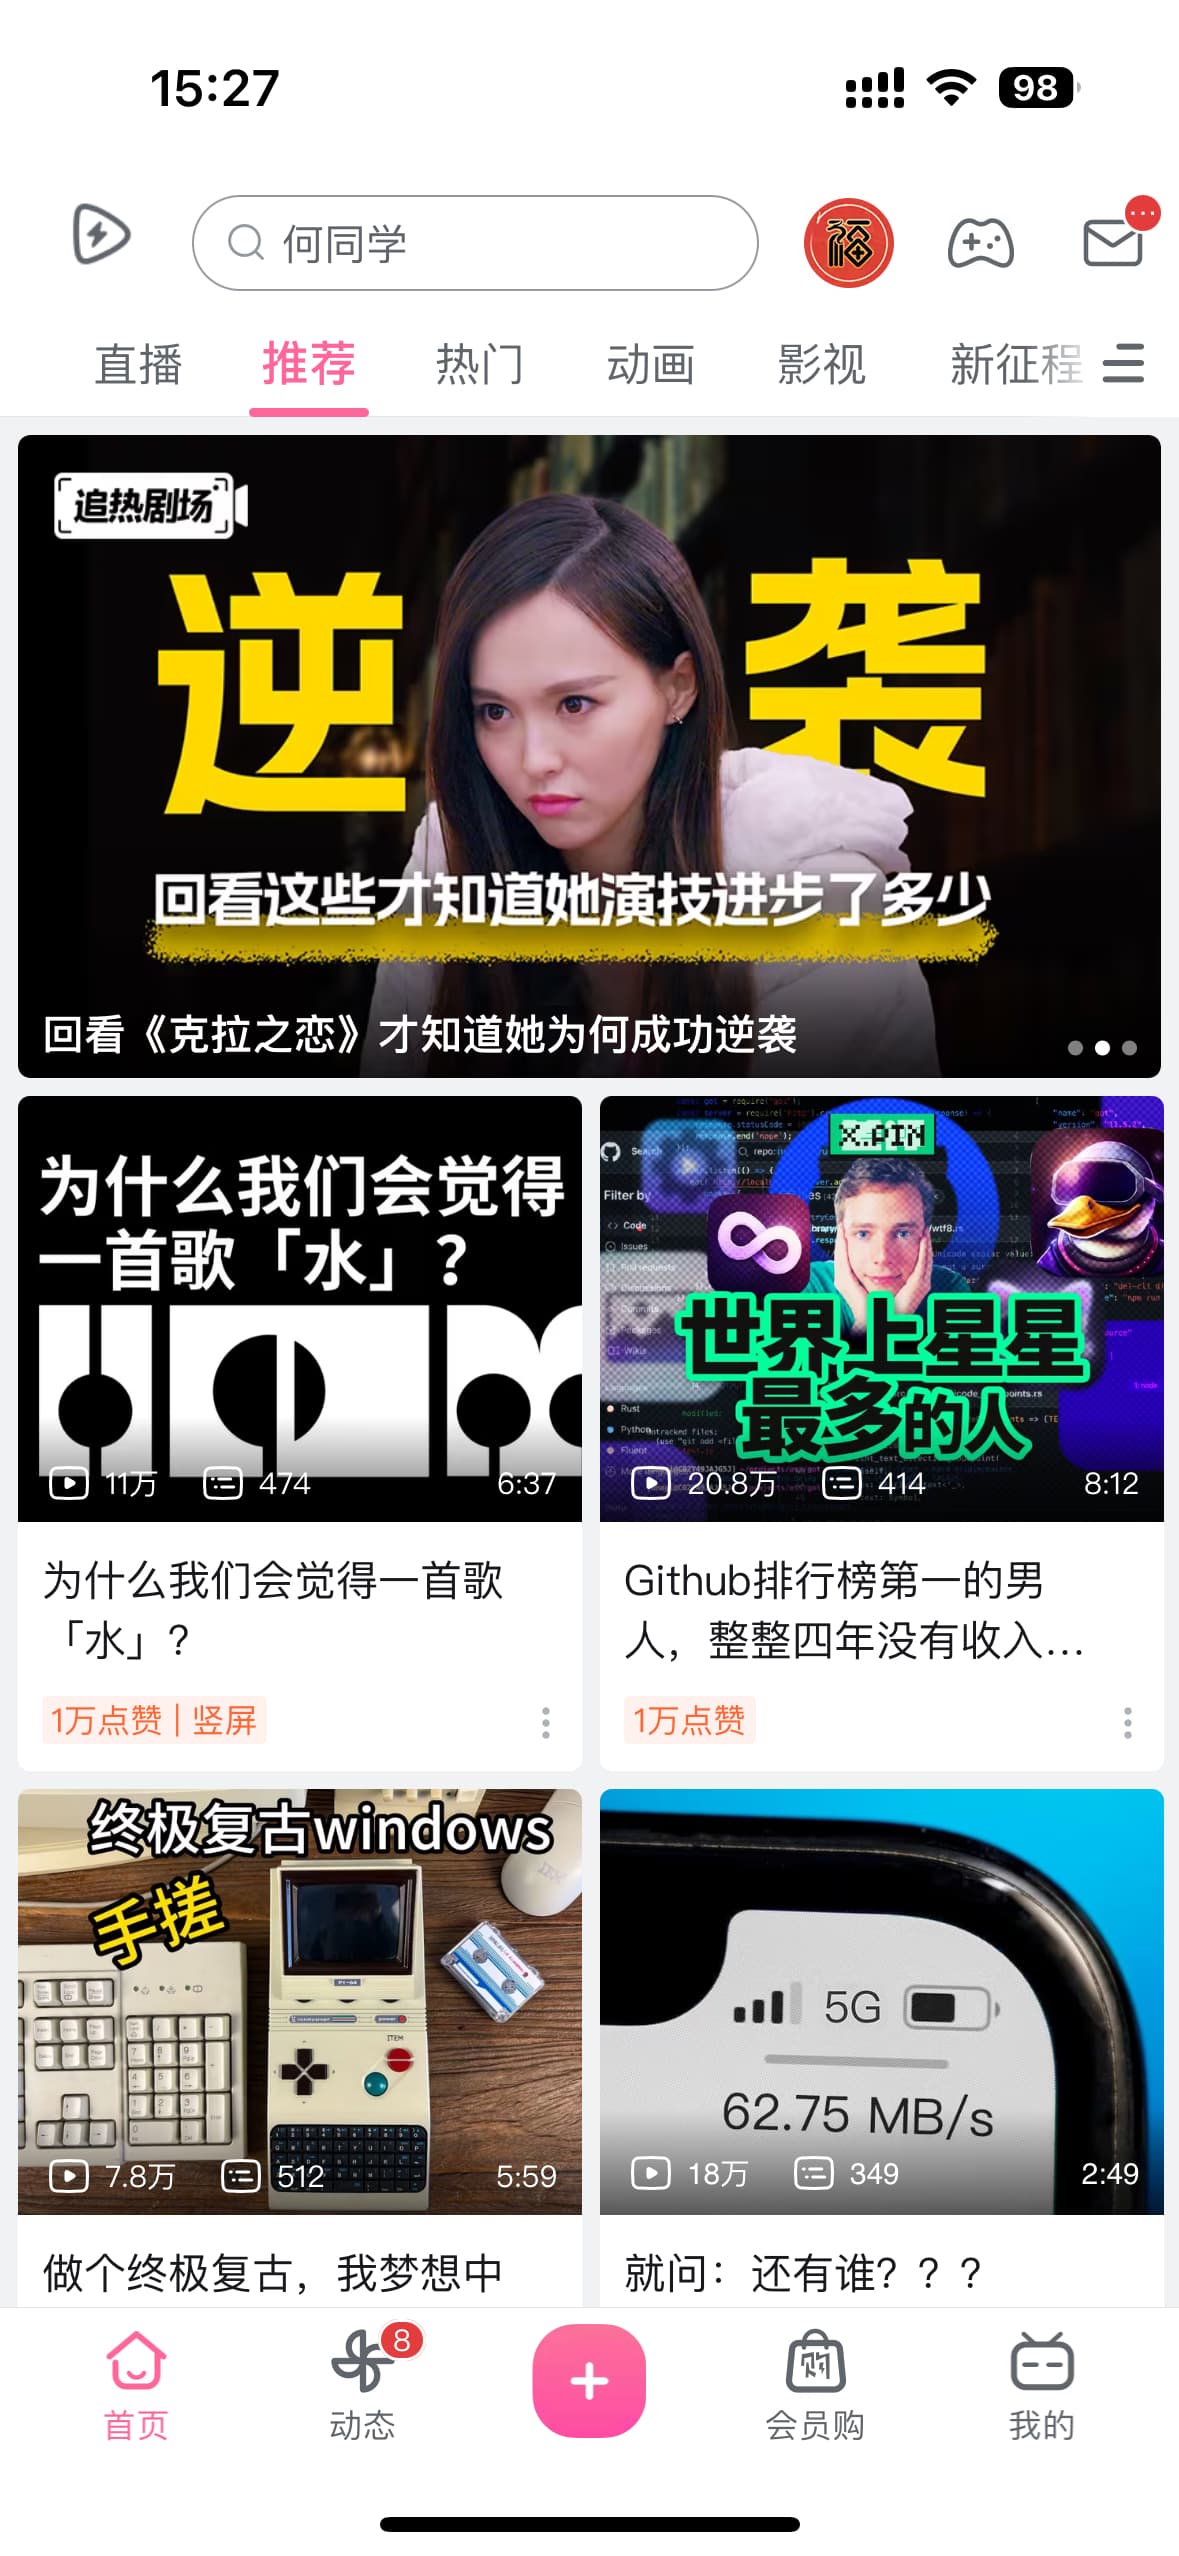 15:27
98
何同学
直播 推荐 热门 动画 影视 新征程
追热剧场
逆袭
回看这些才知道她演技进步了多少
回看《克拉之恋》才知道她为何成功逆袭
为什么我们会觉得
一首歌「水」？
11万 474 6:37
为什么我们会觉得一首歌
「水」?
1万点赞 | 竖屏
X.PIN
Filter by
Code
Issues
Rust
Python
Fluent
世界上星星
最多的人
20.8万 414 8:12
Github排行榜第一的男
人，整整四年没有收入...
1万点赞
终极复古windows
手搓
ITEM
7.8万 512 5:59
做个终极复古，我梦想中
5G
62.75 MB/s
18万 349 2:49
就问：还有谁？？？
8
首页 动态 会员购 我的